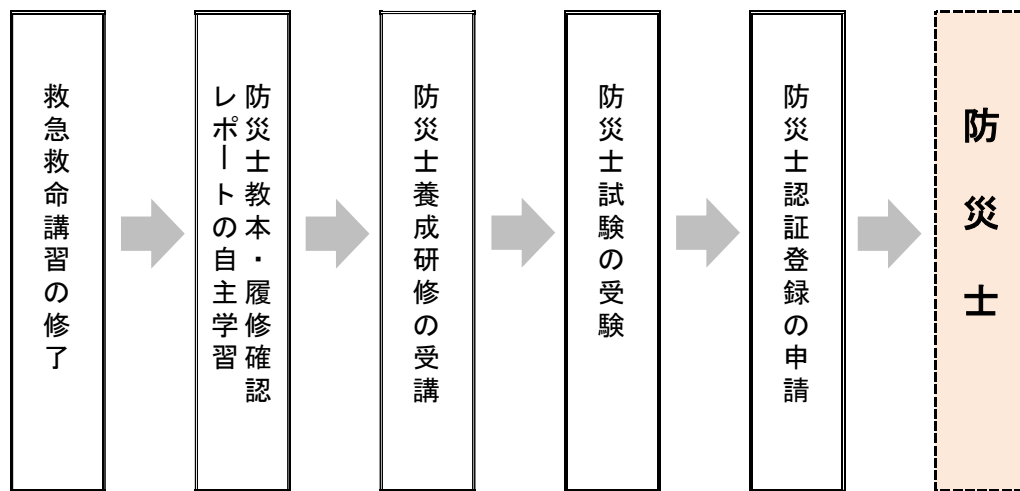 救急救命講習の修了
防災士教本・履修確認
レポートの自主学習
防災士養成研修の受講
防災士試験の受験
防災士認証登録の申請
防災士